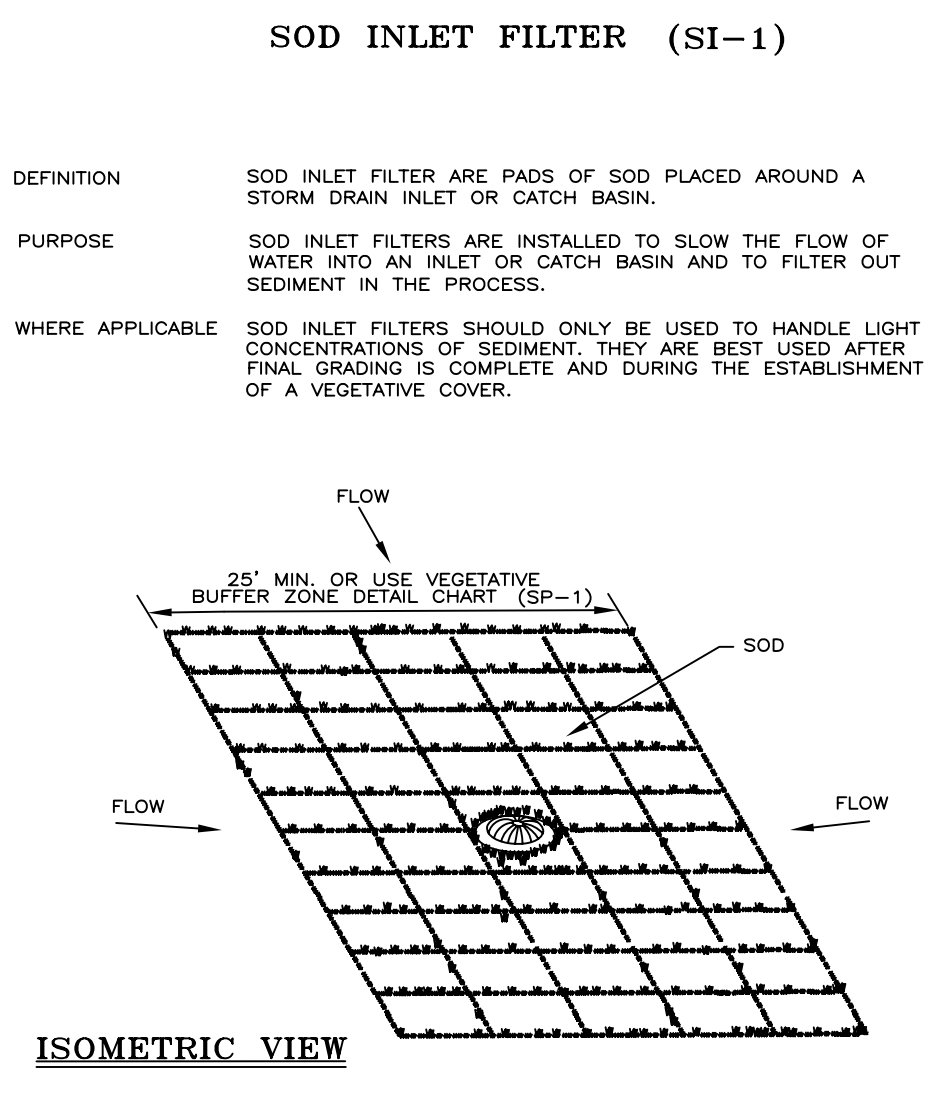 SOD INLET FILTER (SI-1)
DEFINITION SOD INLET FILTER ARE PADS OF SOD PLACED AROUND A
STORM DRAIN INLET OR CATCH BASIN.
PURPOSE SOD INLET FILTERS ARE INSTALLED TO SLOW THE FLOW OF
WATER INTO AN INLET OR CATCH BASIN AND TO FILTER OUT
SEDIMENT IN THE PROCESS.
WHERE APPLICABLE SOD INLET FILTERS SHOULD ONLY BE USED TO HANDLE LIGHT
CONCENTRATIONS OF SEDIMENT. THEY ARE BEST USED AFTER
FINAL GRADING IS COMPLETE AND DURING THE ESTABLISHMENT
OF A VEGETATIVE COVER.
FLOW
25' MIN. OR USE VEGETATIVE
BUFFER ZONE DETAIL CHART (SP-1)
SOD
FLOW
FLOW
ISOMETRIC VIEW